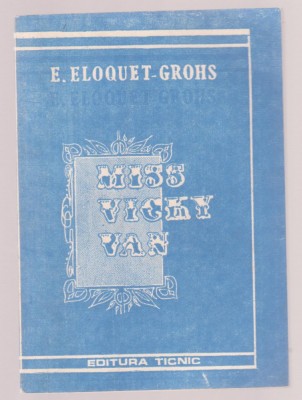 E. ELOQUET-GROHS
E. ELOQUET-GROHS
MISS
VICKY
VAN
EDITURA TICNIC